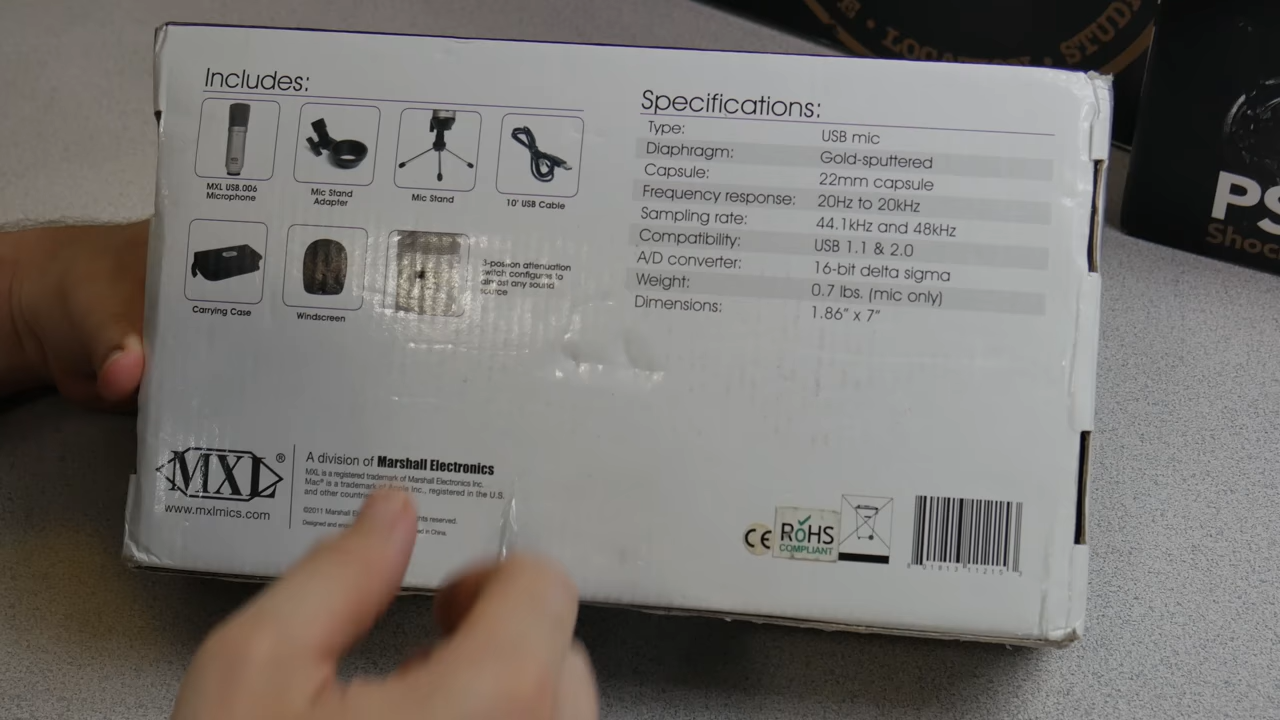 LOCATION • STUDI
PS
Shoc
Includes:
MXL USB.006
Microphone
Mic Stand
Adapter
Mic Stand
10' USB Cable
Carrying Case
Windscreen
3-position attenuation
switch configures to
almost any sound
source
Specifications:
Type: USB mic
Diaphragm: Gold-sputtered
Capsule: 22mm capsule
Frequency response: 20Hz to 20kHz
Sampling rate: 44.1kHz and 48kHz
Compatibility: USB 1.1 & 2.0
A/D converter: 16-bit delta sigma
Weight: 0.7 lbs. (mic only)
Dimensions: 1.86" x 7"
MXL®
www.mxlmics.com
A division of Marshall Electronics
MXL is a registered trademark of Marshall Electronics Inc.
Mac® is a trademark of Apple Inc., registered in the U.S.
and other countri
©2011 Marshall El ghts reserved.
Designed and in China.
CE
RoHS
COMPLIANT